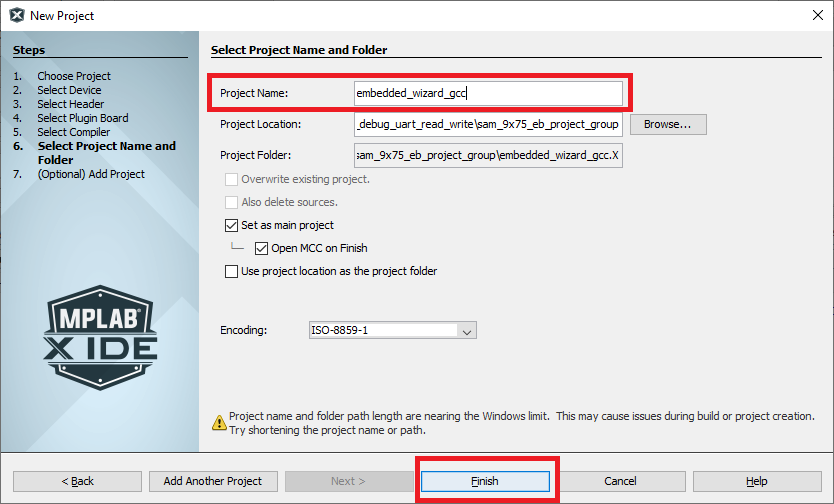 New Project
Steps
1. Choose Project
2. Select Device
3. Select Header
4. Select Plugin Board
5. Select Compiler
6. Select Project Name and
Folder
7. (Optional) Add Project
MPLAB®
X IDE
Select Project Name and Folder
Project Name: embedded_wizard_gcc
Project Location: _debug_uart_read_write\sam_9x75_eb_project_group Browse...
Project Folder: sam_9x75_eb_project_group\embedded_wizard_gcc.X
Overwrite existing project.
Also delete sources.
Set as main project
Open MCC on Finish
Use project location as the project folder
Encoding: ISO-8859-1
Project name and folder path length are nearing the Windows limit. This may cause issues during build or project creation.
Try shortening the project name or path.
< Back Add Another Project Next > Finish Cancel Help